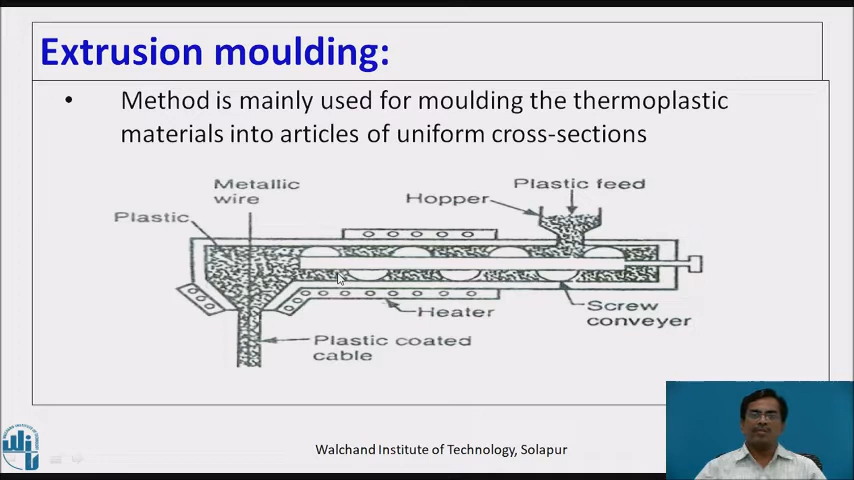 Extrusion moulding:
• Method is mainly used for moulding the thermoplastic
materials into articles of uniform cross-sections
Metallic
wire
Plastic feed
Hopper
Plastic
Heater
Screw
conveyer
Plastic coated
cable
Walchand Institute of Technology, Solapur